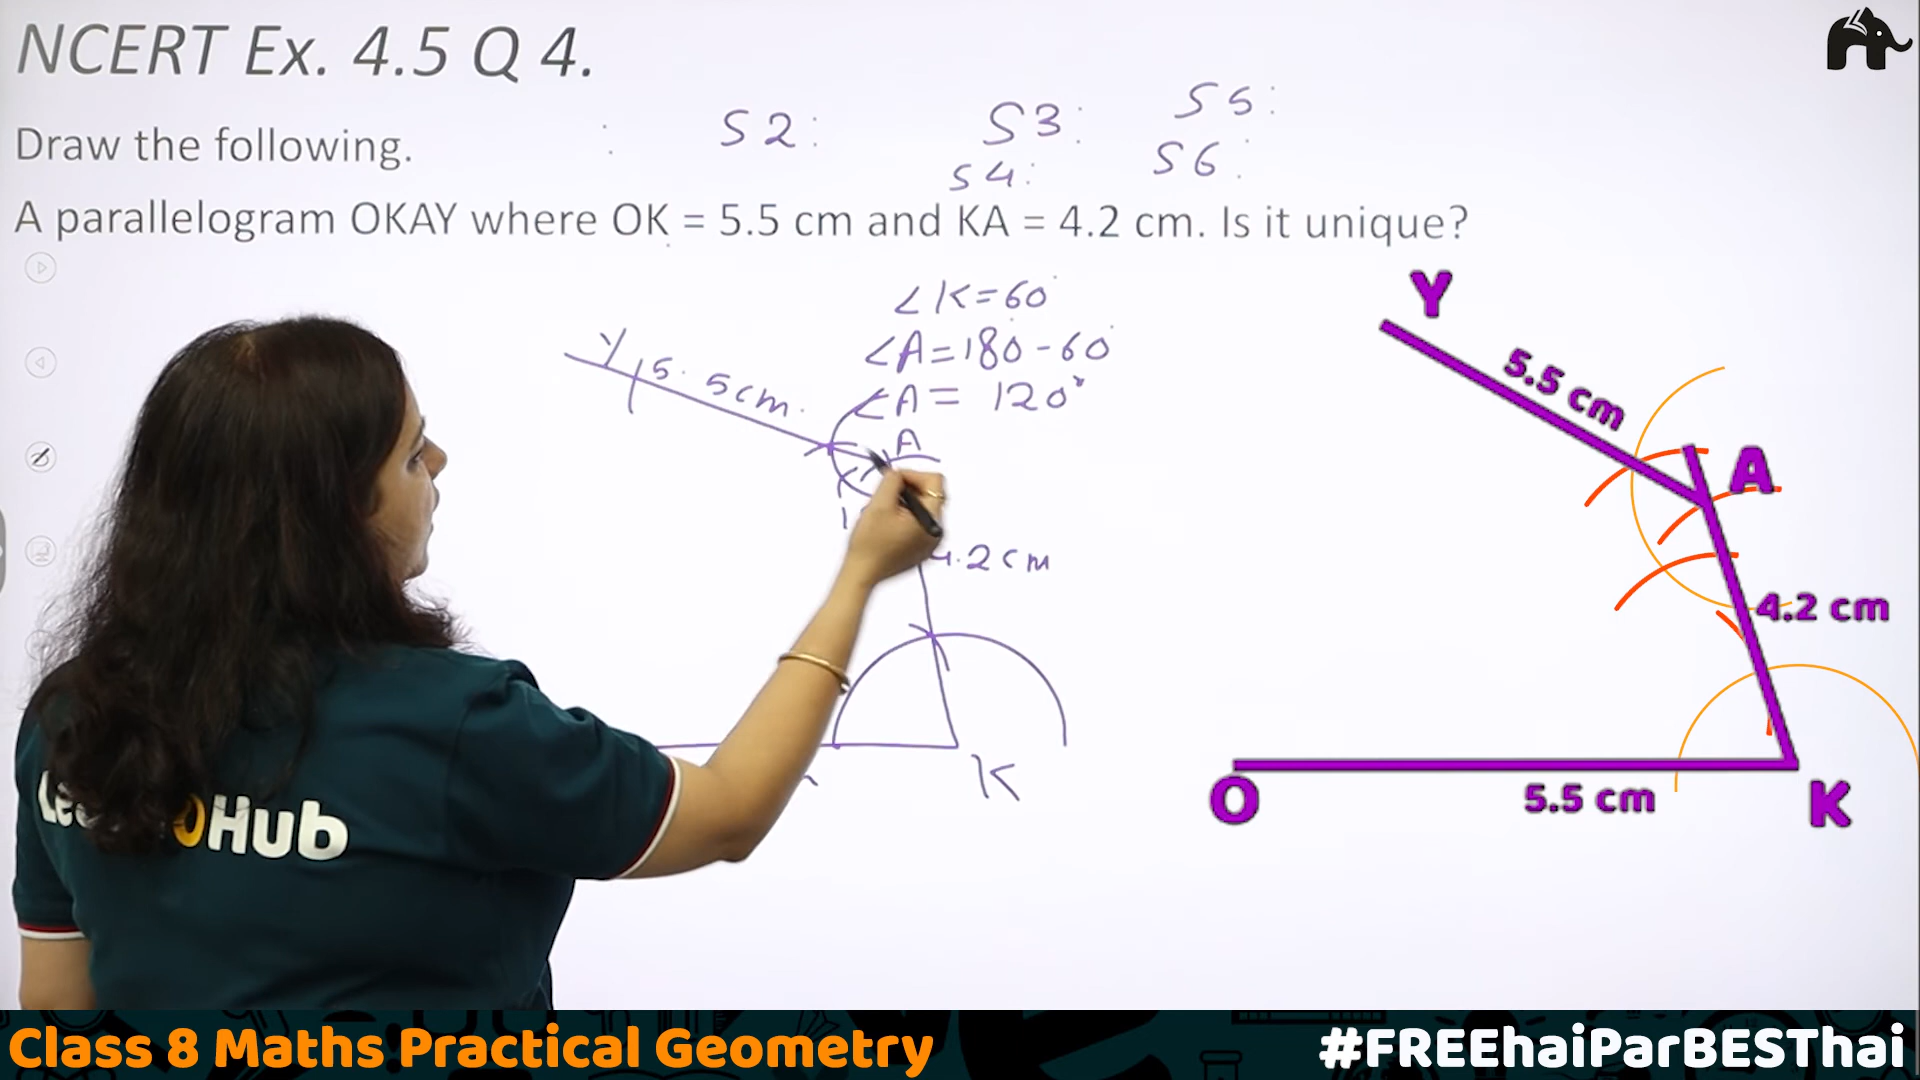 NCERT Ex. 4.5 Q 4.
S2:
S3:
S5:
Draw the following.
S4:
S6:
A parallelogram OKAY where OK = 5.5 cm and KA = 4.2 cm. Is it unique?
∠K=60°
∠A=180-60°
∠A= 120°
Y
5.5cm.
A
4.2cm
K
Y
5.5 cm
A
4.2 cm
O
5.5 cm
K
Hub
Class 8 Maths Practical Geometry
#FREEhaiParBESThai